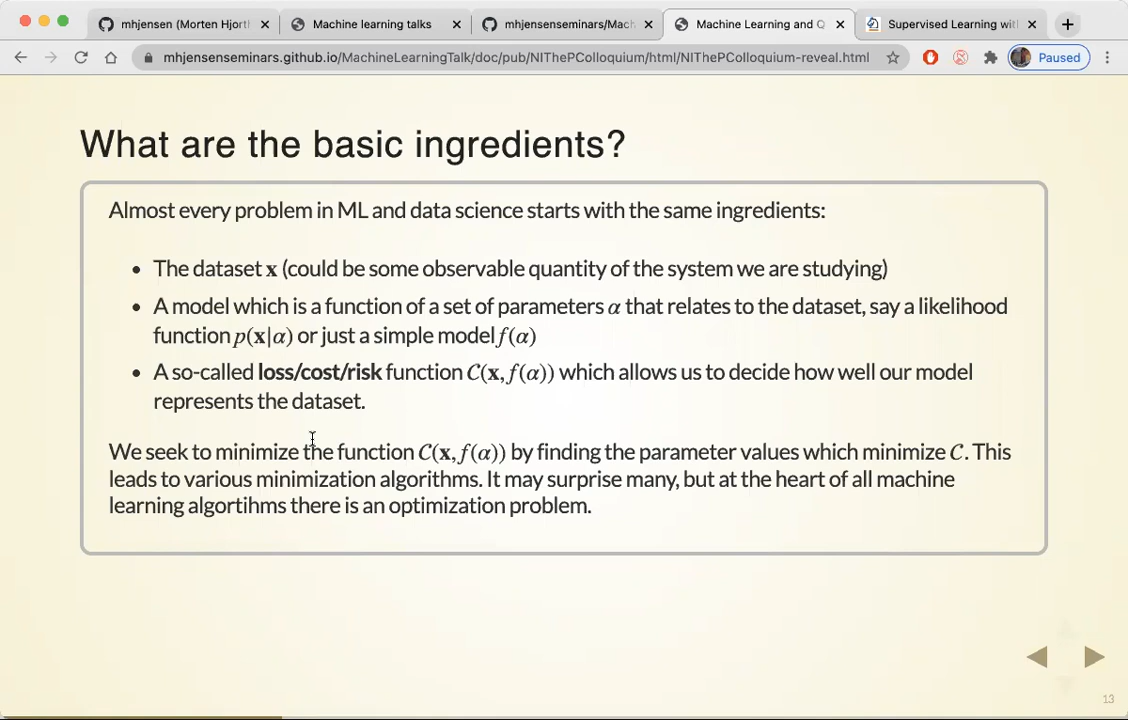 mhjensen (Morten Hjort
Machine learning talks
mhjensenseminars/Mach
Machine Learning and Q
Supervised Learning wit
mhjensenseminars.github.io/MachineLearningTalk/doc/pub/NIThePColloquium/html/NIThePColloquium-reveal.html
Paused
What are the basic ingredients?
Almost every problem in ML and data science starts with the same ingredients:
• The dataset x (could be some observable quantity of the system we are studying)
• A model which is a function of a set of parameters α that relates to the dataset, say a likelihood
function p(x|α) or just a simple model f(α)
• A so-called loss/cost/risk function C(x, f(α)) which allows us to decide how well our model
represents the dataset.
We seek to minimize the function C(x, f(α)) by finding the parameter values which minimize C. This
leads to various minimization algorithms. It may surprise many, but at the heart of all machine
learning algortihms there is an optimization problem.
13